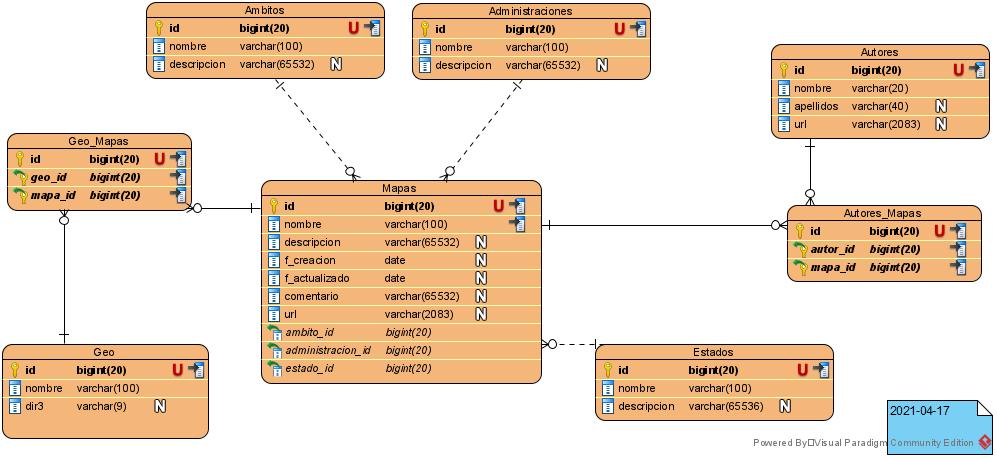 Ambitos
id bigint(20) U
nombre varchar(100)
descripcion varchar(65532) N
Administraciones
id bigint(20) U
nombre varchar(100)
descripcion varchar(65532) N
Autores
id bigint(20) U
nombre varchar(20)
apellidos varchar(40) N
url varchar(2083) N
Geo_Mapas
id bigint(20) U
geo_id bigint(20)
mapa_id bigint(20)
Mapas
id bigint(20) U
nombre varchar(100)
descripcion varchar(65532) N
f_creacion date N
f_actualizado date N
comentario varchar(65532) N
url varchar(2083) N
ambito_id bigint(20)
administracion_id bigint(20)
estado_id bigint(20)
Autores_Mapas
id bigint(20) U
autor_id bigint(20)
mapa_id bigint(20)
Geo
id bigint(20) U
nombre varchar(100)
dir3 varchar(9) N
Estados
id bigint(20) U
nombre varchar(100)
descripcion varchar(65536) N
2021-04-17
Powered By Visual Paradigm Community Edition